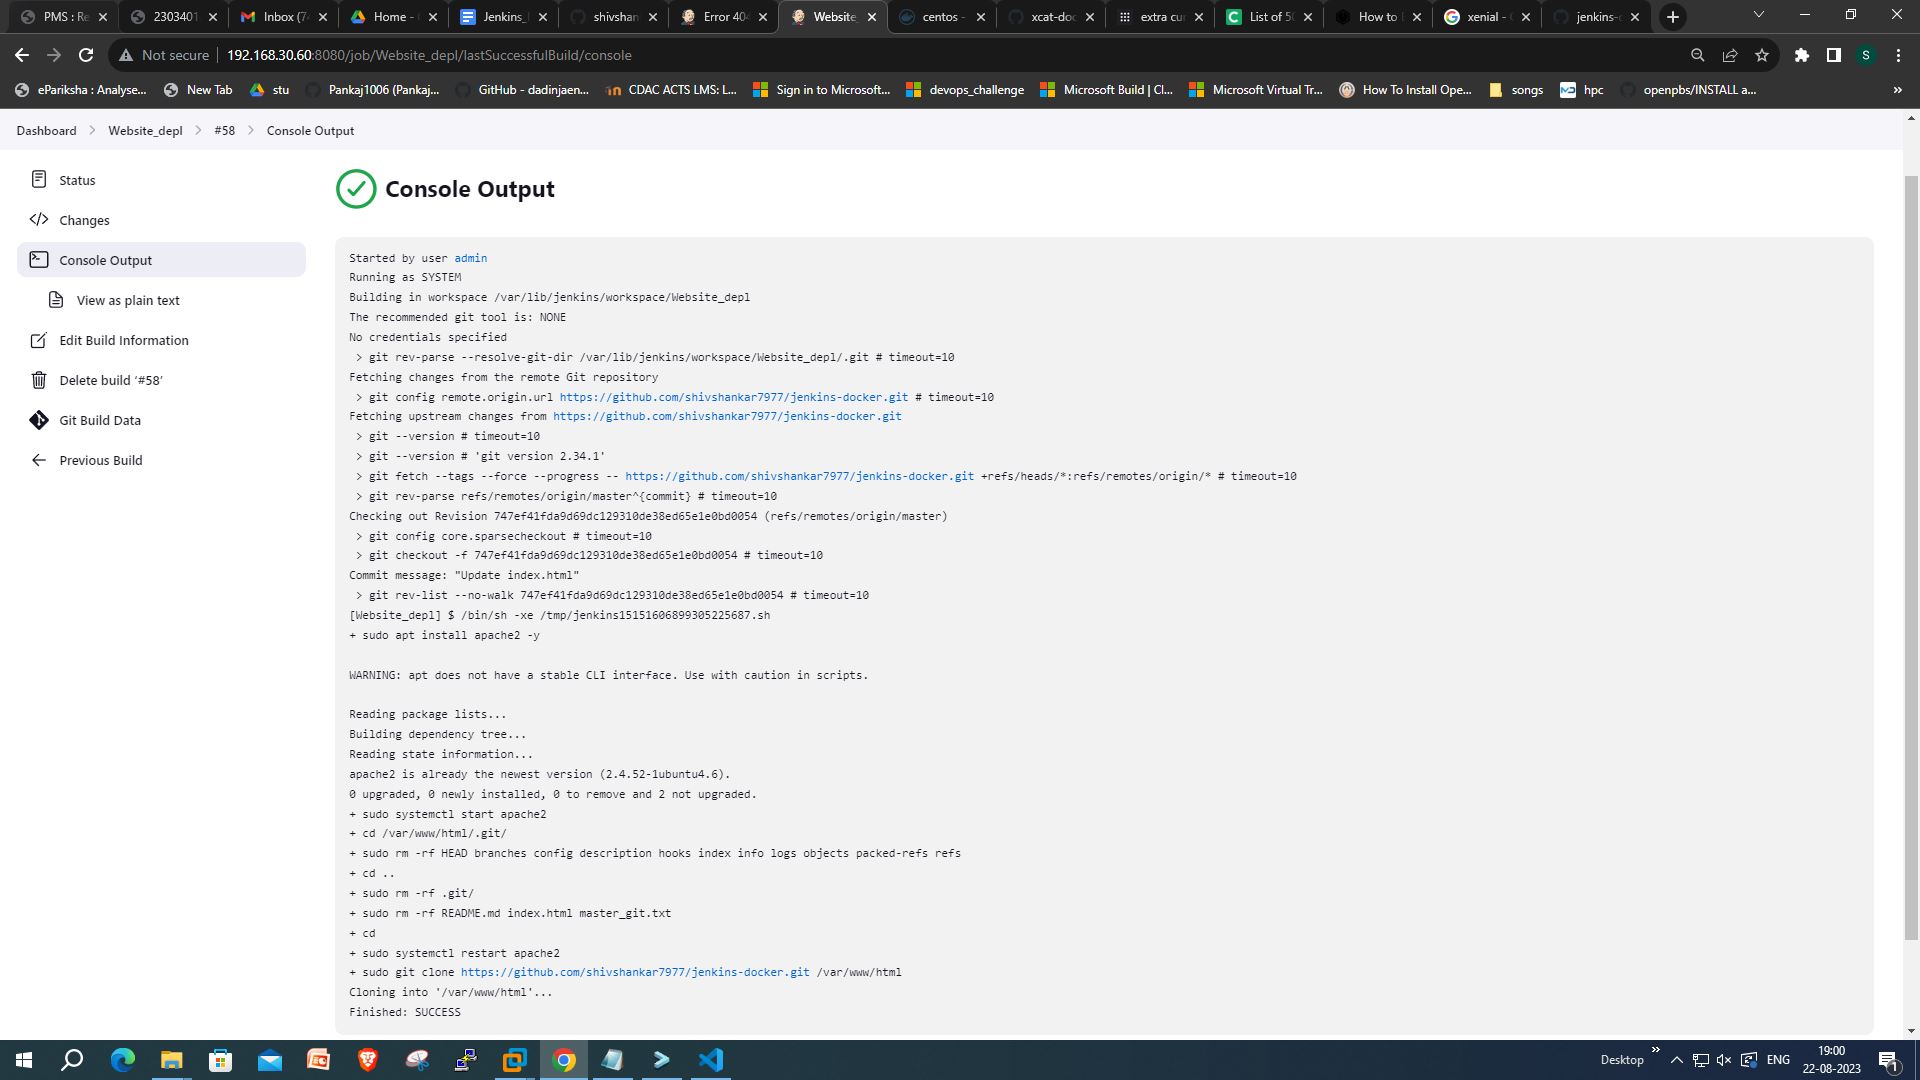 PMS : Re
2303401
Inbox (74
Home - G
Jenkins_
shivshan
Error 404
Website_
centos -
xcat-doc
extra cur
List of 50
How to
xenial - G
jenkins-d
Not secure
192.168.30.60:8080/job/Website_depl/lastSuccessfulBuild/console
S
ePariksha : Analyse...
New Tab
stu
Pankaj1006 (Pankaj...
GitHub - dadinjaen...
CDAC ACTS LMS: L...
Sign in to Microsoft...
devops_challenge
Microsoft Build | Cl...
Microsoft Virtual Tr...
How To Install Ope...
songs
hpc
openpbs/INSTALL a...
Dashboard
Website_depl
#58
Console Output
Status
Changes
Console Output
View as plain text
Edit Build Information
Delete build ‘#58’
Git Build Data
Previous Build
Console Output
Started by user admin
Running as SYSTEM
Building in workspace /var/lib/jenkins/workspace/Website_depl
The recommended git tool is: NONE
No credentials specified
> git rev-parse --resolve-git-dir /var/lib/jenkins/workspace/Website_depl/.git # timeout=10
Fetching changes from the remote Git repository
> git config remote.origin.url https://github.com/shivshankar7977/jenkins-docker.git # timeout=10
Fetching upstream changes from https://github.com/shivshankar7977/jenkins-docker.git
> git --version # timeout=10
> git --version # 'git version 2.34.1'
> git fetch --tags --force --progress -- https://github.com/shivshankar7977/jenkins-docker.git +refs/heads/*:refs/remotes/origin/* # timeout=10
> git rev-parse refs/remotes/origin/master^{commit} # timeout=10
Checking out Revision 747ef41fda9d69dc129310de38ed65e1e0bd0054 (refs/remotes/origin/master)
> git config core.sparsecheckout # timeout=10
> git checkout -f 747ef41fda9d69dc129310de38ed65e1e0bd0054 # timeout=10
Commit message: "Update index.html"
> git rev-list --no-walk 747ef41fda9d69dc129310de38ed65e1e0bd0054 # timeout=10
[Website_depl] $ /bin/sh -xe /tmp/jenkins15151606899305225687.sh
+ sudo apt install apache2 -y
WARNING: apt does not have a stable CLI interface. Use with caution in scripts.
Reading package lists...
Building dependency tree...
Reading state information...
apache2 is already the newest version (2.4.52-1ubuntu4.6).
0 upgraded, 0 newly installed, 0 to remove and 2 not upgraded.
+ sudo systemctl start apache2
+ cd /var/www/html/.git/
+ sudo rm -rf HEAD branches config description hooks index info logs objects packed-refs refs
+ cd ..
+ sudo rm -rf .git/
+ sudo rm -rf README.md index.html master_git.txt
+ cd
+ sudo systemctl restart apache2
+ sudo git clone https://github.com/shivshankar7977/jenkins-docker.git /var/www/html
Cloning into '/var/www/html'...
Finished: SUCCESS
Desktop
ENG
19:00
22-08-2023
1